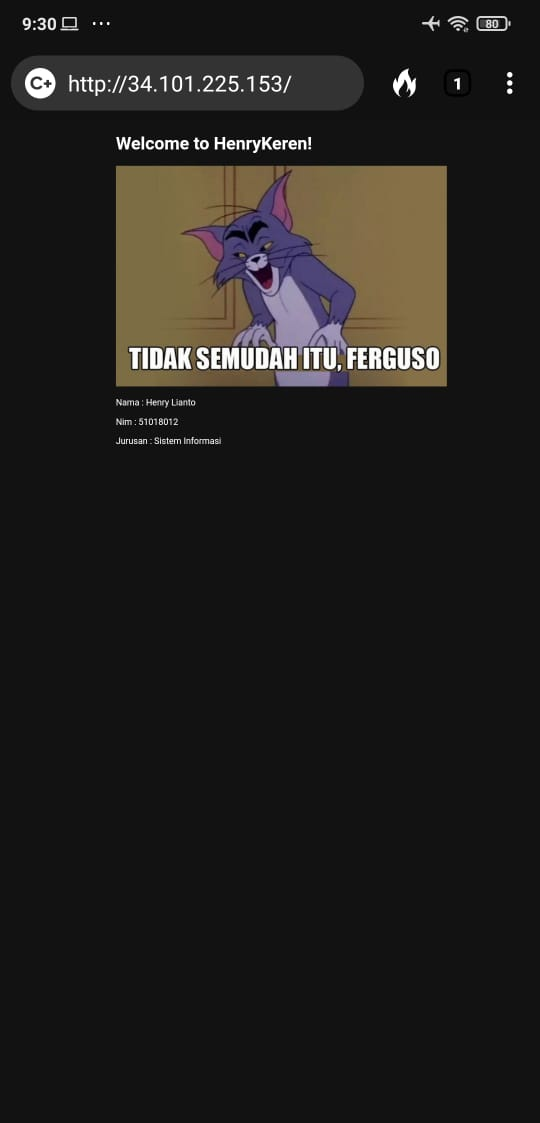 9:30
80
C+ http://34.101.225.153/
1
Welcome to HenryKeren!
TIDAK SEMUDAH ITU, FERGUSO
Nama : Henry Lianto
Nim : 51018012
Jurusan : Sistem Informasi